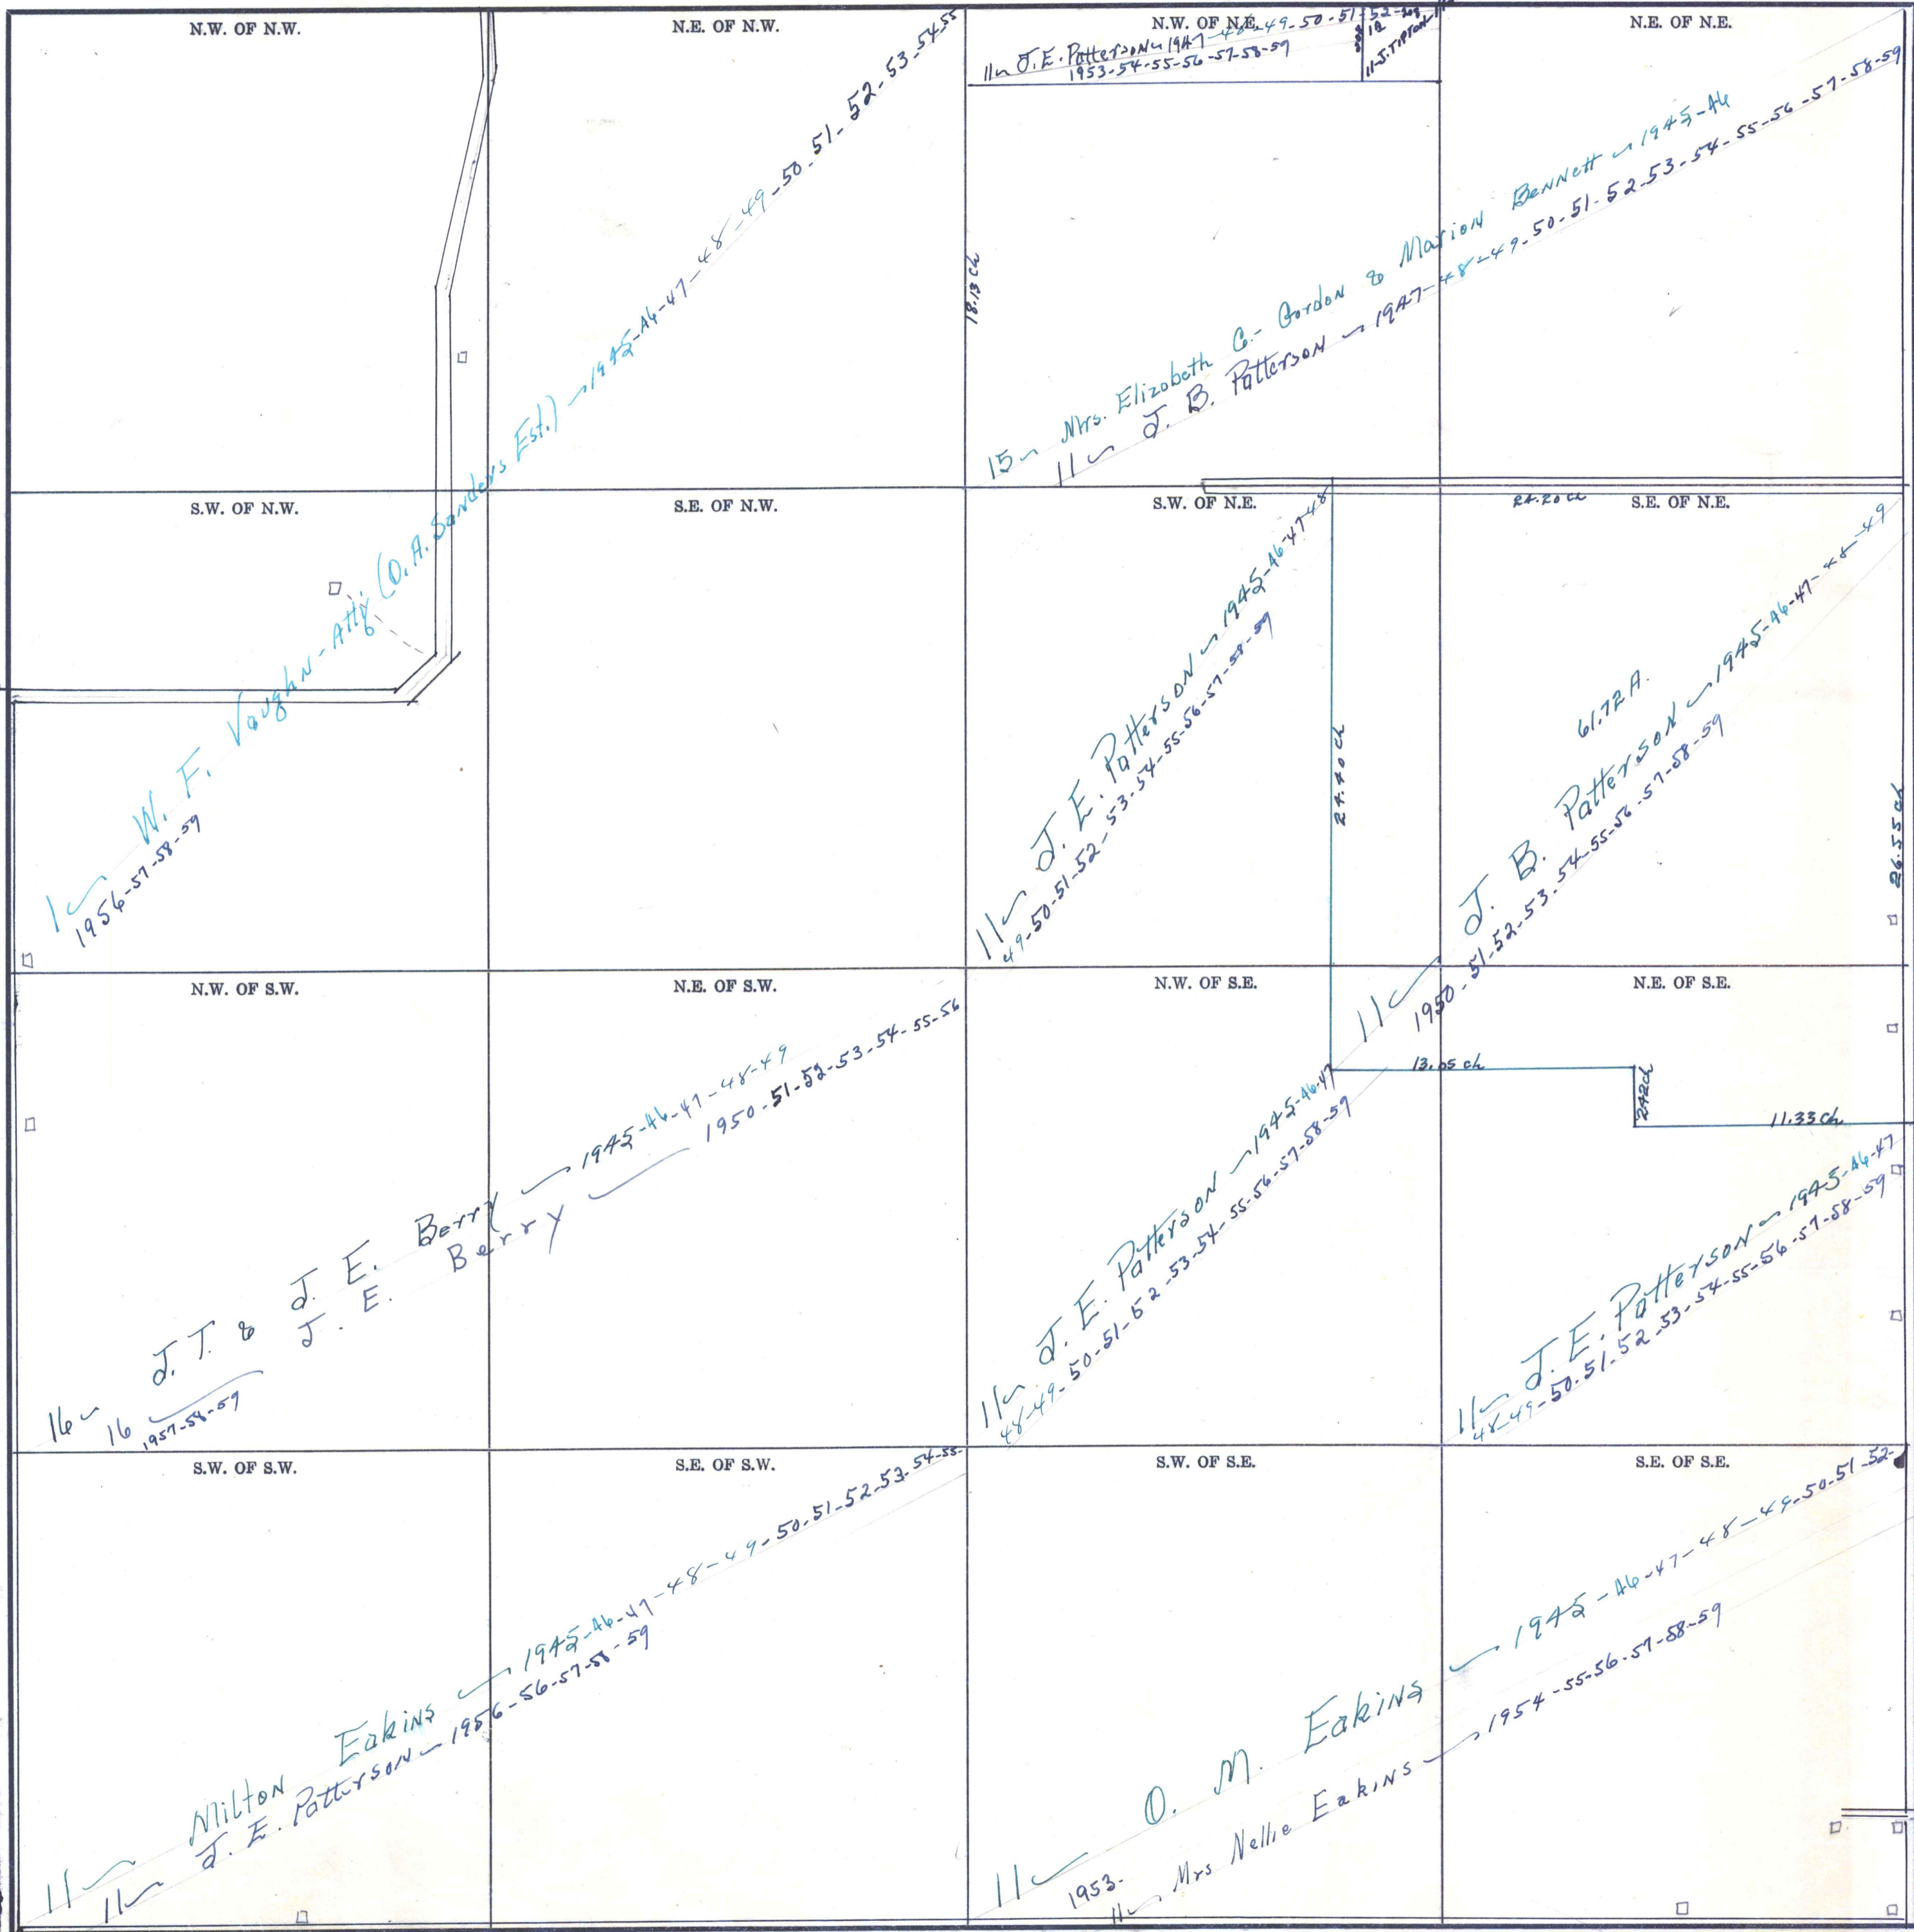 N.W. OF N.W.
N.E. OF N.W.
N.W. OF N.E.
N.E. OF N.E.
11 J.E. Patterson 1947-48-49-50-51-52-
1953-54-55-56-57-58-59
11-J. TIPTON
18.13 ch
W. F. Vaughn - Atty (O.A. Sanders Est.) 1945-46-47-48-49-50-51-52-53-54-55
1
1956-57-58-59
15 Mrs. Elizabeth C. Gordon & Marion Bennett 1945-46
11 J. B. Patterson 1947-48-49-50-51-52-53-54-55-56-57-58-59
S.W. OF N.W.
S.E. OF N.W.
S.W. OF N.E.
24.20 ch
S.E. OF N.E.
11 J. E. Patterson 1945-46-47-48
49-50-51-52-53-54-55-56-57-58-59
24.40 ch
61.72 A.
11 J. B. Patterson 1945-46-47-48-49
1950-51-52-53-54-55-56-57-58-59
26.55 ch
N.W. OF S.W.
N.E. OF S.W.
N.W. OF S.E.
N.E. OF S.E.
13.05 ch
2.42 ch
11.33 ch
16 J. T. & J. E. Berry 1945-46-47-48-49
16 J. E. Berry 1950-51-52-53-54-55-56
1957-58-59
11 J. E. Patterson 1945-46-47
48-49-50-51-52-53-54-55-56-57-58-59
11 J. E. Patterson 1945-46-47
48-49-50-51-52-53-54-55-56-57-58-59
S.W. OF S.W.
S.E. OF S.W.
S.W. OF S.E.
S.E. OF S.E.
11 Milton Eakins 1945-46-47-48-49-50-51-52-53-54-55-
11 J. E. Patterson 1956-56-57-58-59
11 O. M. Eakins 1945-46-47-48-49-50-51-52-
1953-
11 Mrs Nellie Eakins 1954-55-56-57-58-59